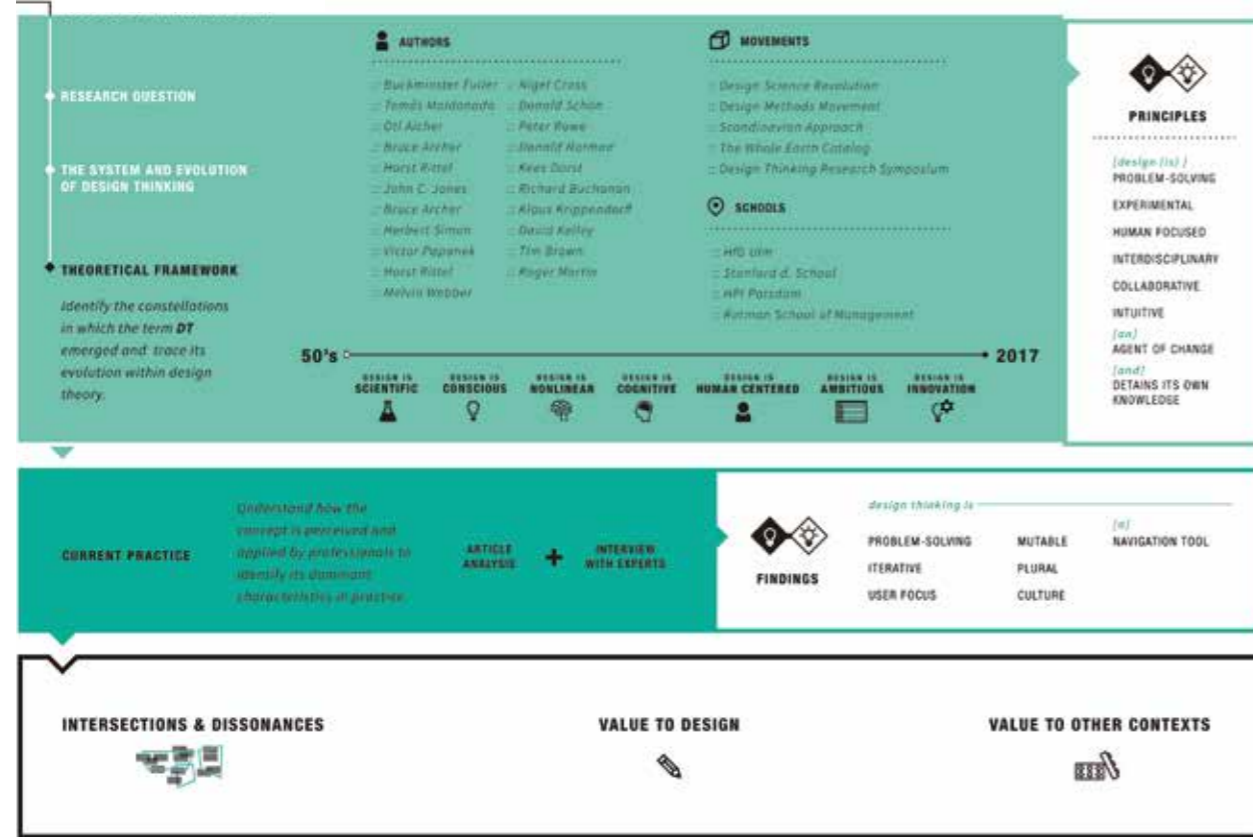 RESEARCH QUESTION
THE SYSTEM AND EVOLUTION
OF DESIGN THINKING
THEORETICAL FRAMEWORK
Identify the constellations
in which the term DT
emerged and trace its
evolution within design
theory.
AUTHORS
:: Buckminster Fuller
:: Tomás Maldonado
:: Otl Aicher
:: Bruce Archer
:: Horst Rittel
:: John C. Jones
:: Bruce Archer
:: Herbert Simon
:: Victor Papanek
:: Horst Rittel
:: Melvin Webber
:: Nigel Cross
:: Donald Schön
:: Peter Rowe
:: Donald Norman
:: Kees Dorst
:: Richard Buchanan
:: Klaus Krippendorff
:: David Kelley
:: Tim Brown
:: Roger Martin
MOVEMENTS
:: Design Science Revolution
:: Design Methods Movement
:: Scandinavian Approach
:: The Whole Earth Catalog
:: Design Thinking Research Symposium
SCHOOLS
:: HfG Ulm
:: Stanford d. School
:: HPI Potsdam
:: Rotman School of Management
50's
2017
DESIGN IS
SCIENTIFIC
DESIGN IS
CONSCIOUS
DESIGN IS
NONLINEAR
DESIGN IS
COGNITIVE
DESIGN IS
HUMAN CENTERED
DESIGN IS
AMBITIOUS
DESIGN IS
INNOVATION
PRINCIPLES
[design (is) ]
PROBLEM-SOLVING
EXPERIMENTAL
HUMAN FOCUSED
INTERDISCIPLINARY
COLLABORATIVE
INTUITIVE
[an]
AGENT OF CHANGE
[and]
DETAINS ITS OWN
KNOWLEDGE
CURRENT PRACTICE
Understand how the
concept is perceived and
applied by professionals to
identify its dominant
characteristics in practice.
ARTICLE
ANALYSIS
+
INTERVIEW
WITH EXPERTS
FINDINGS
design thinking is
PROBLEM-SOLVING
ITERATIVE
USER FOCUS
MUTABLE
PLURAL
CULTURE
[a]
NAVIGATION TOOL
INTERSECTIONS & DISSONANCES
VALUE TO DESIGN
VALUE TO OTHER CONTEXTS